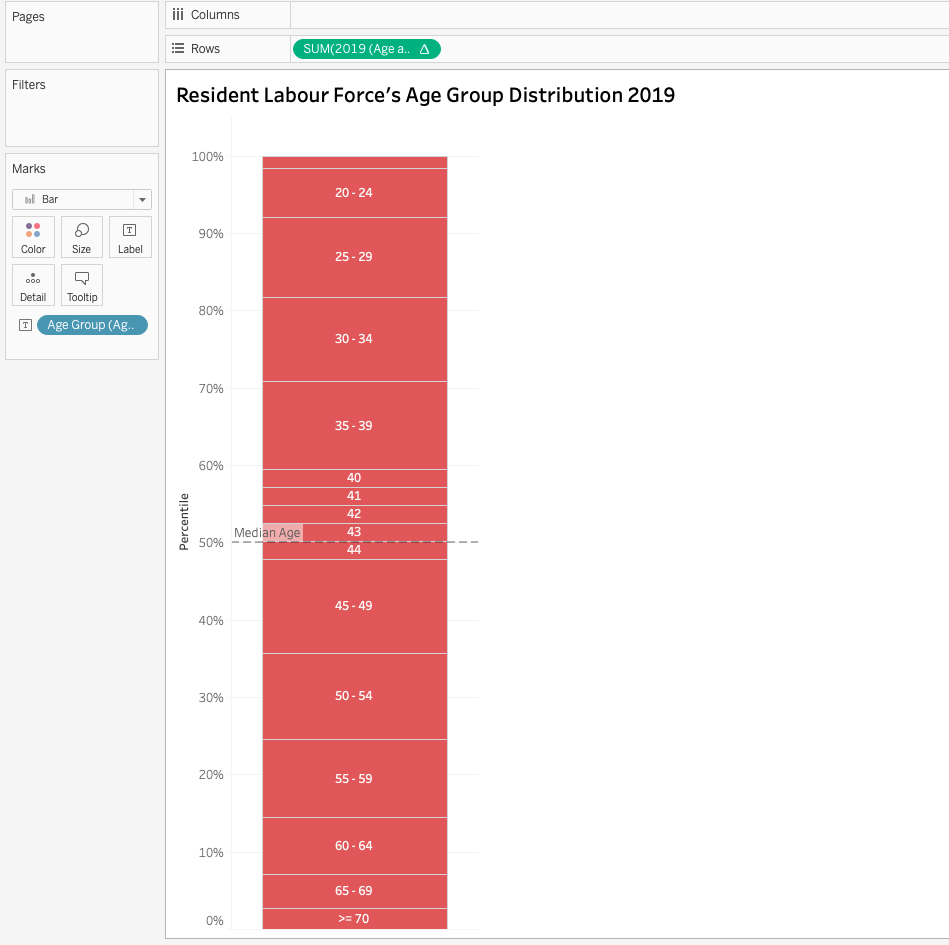 Pages
Columns
Rows
SUM(2019 (Age a..
Filters
Marks
Bar
Color
Size
Label
Detail
Tooltip
Age Group (Ag..
Resident Labour Force's Age Group Distribution 2019
Percentile
100%
90%
80%
70%
60%
50%
40%
30%
20%
10%
0%
20 - 24
25 - 29
30 - 34
35 - 39
40
41
42
Median Age
43
44
45 - 49
50 - 54
55 - 59
60 - 64
65 - 69
>= 70